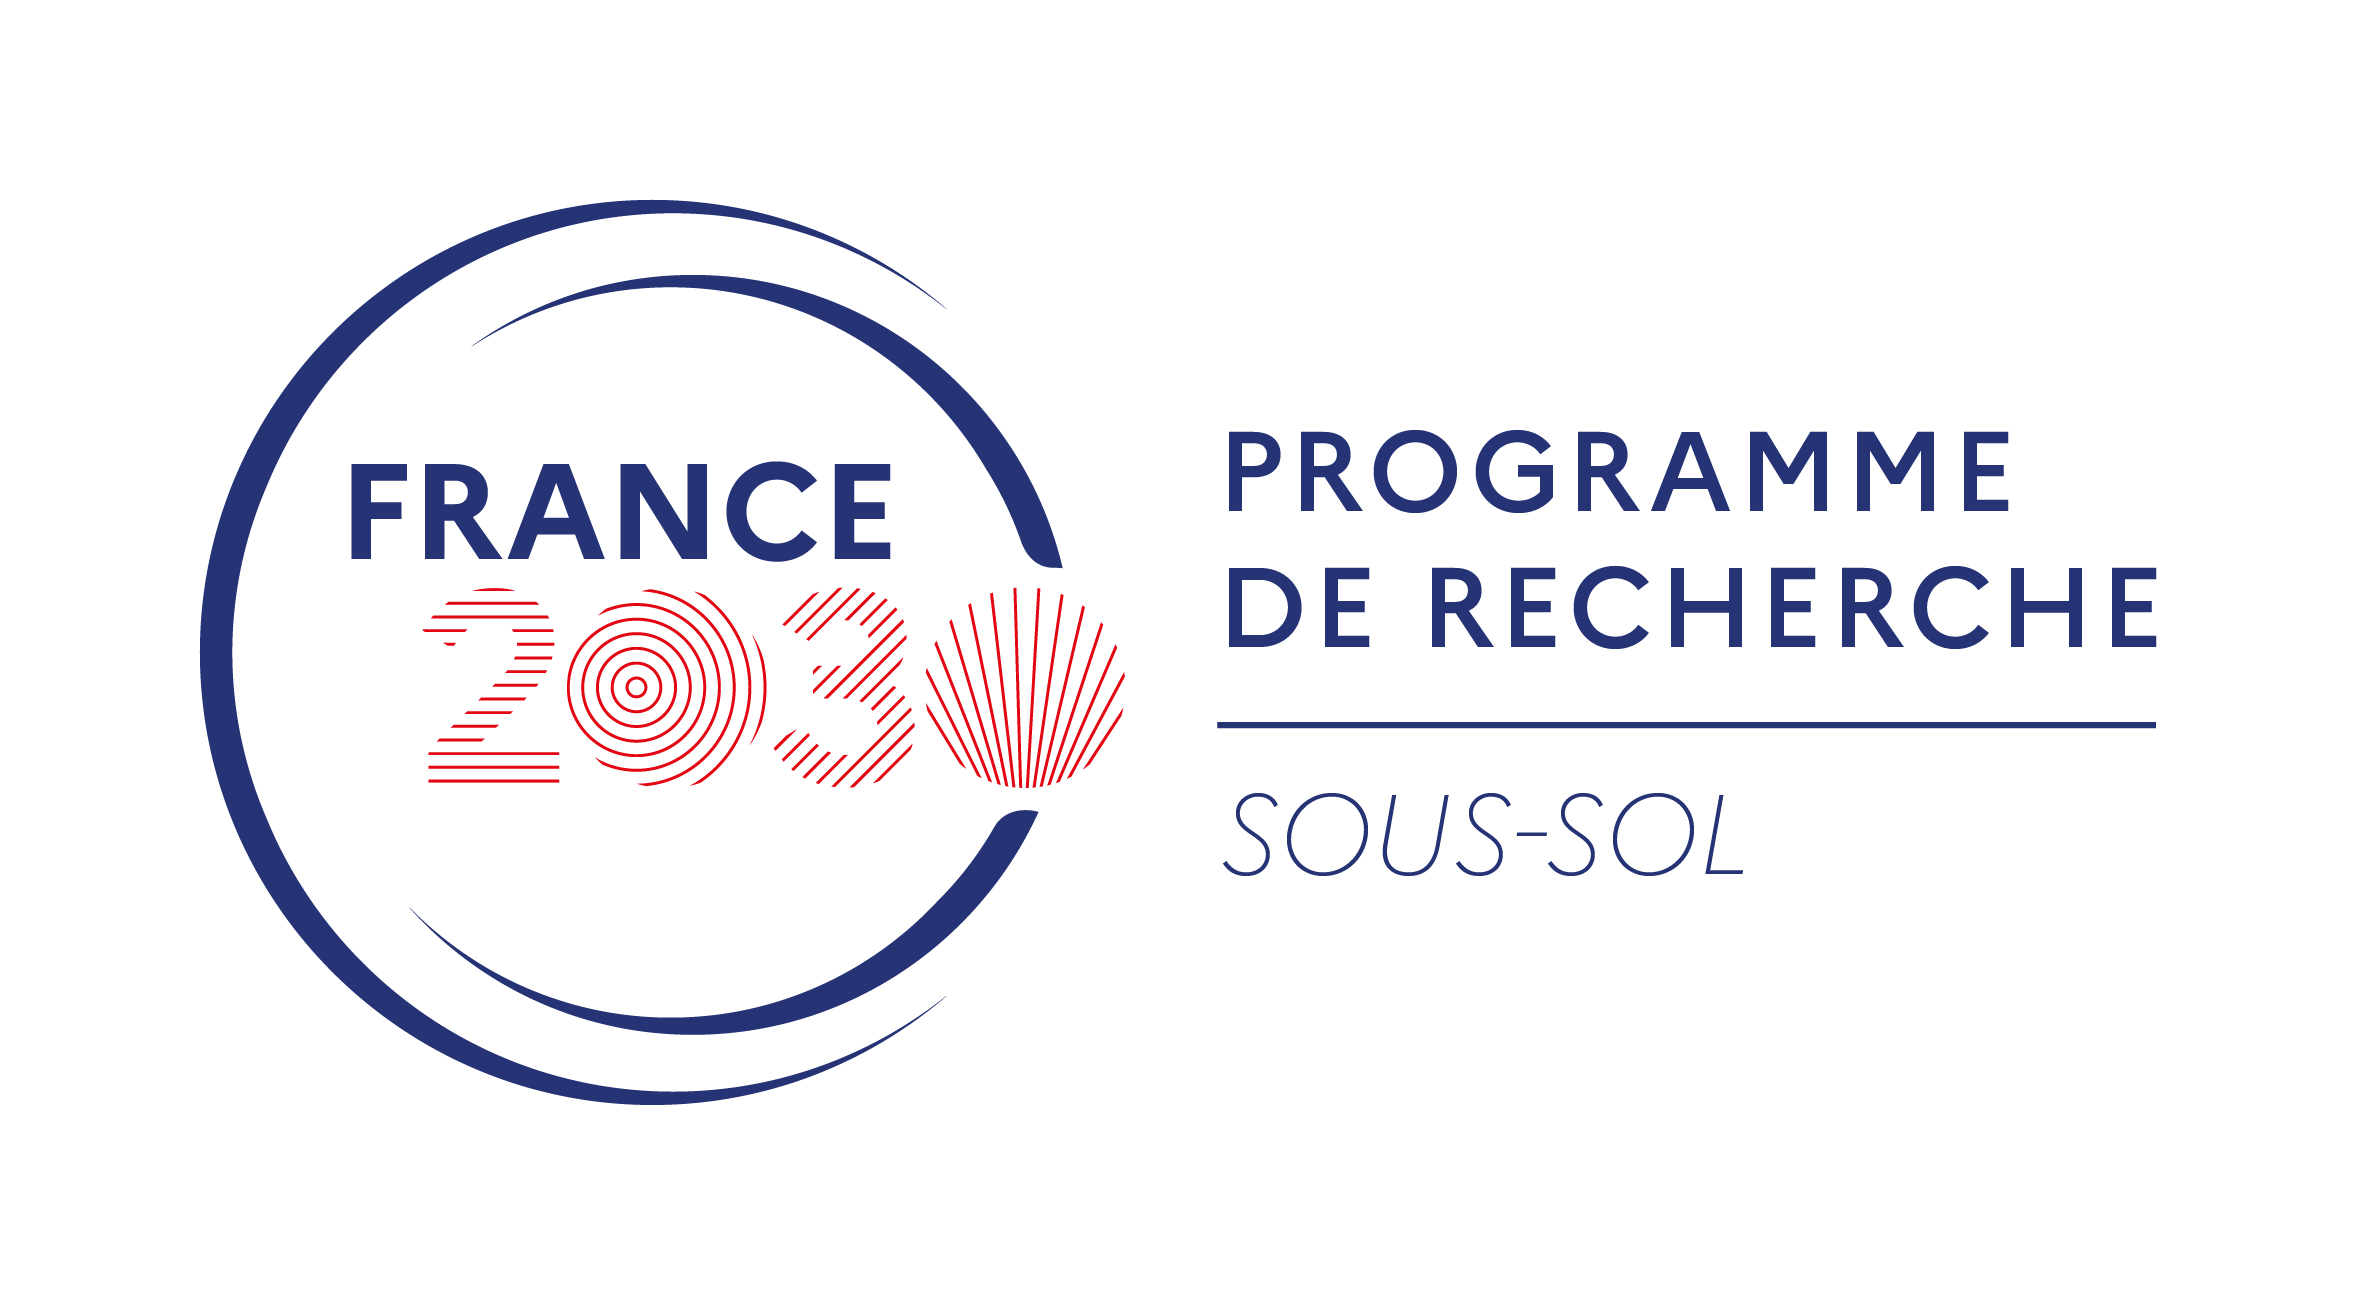 FRANCE
2030
PROGRAMME
DE RECHERCHE
SOUS-SOL